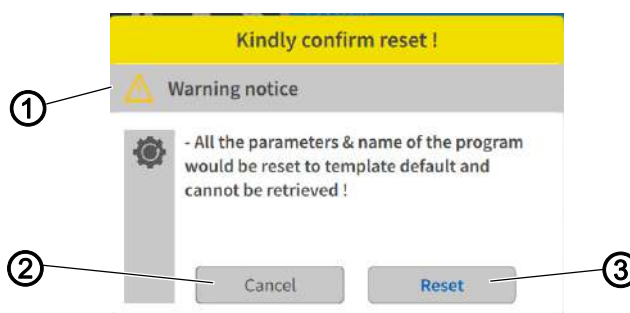 Kindly confirm reset !
1
Warning notice
- All the parameters & name of the program
would be reset to template default and
cannot be retrieved !
2
Cancel
Reset
3